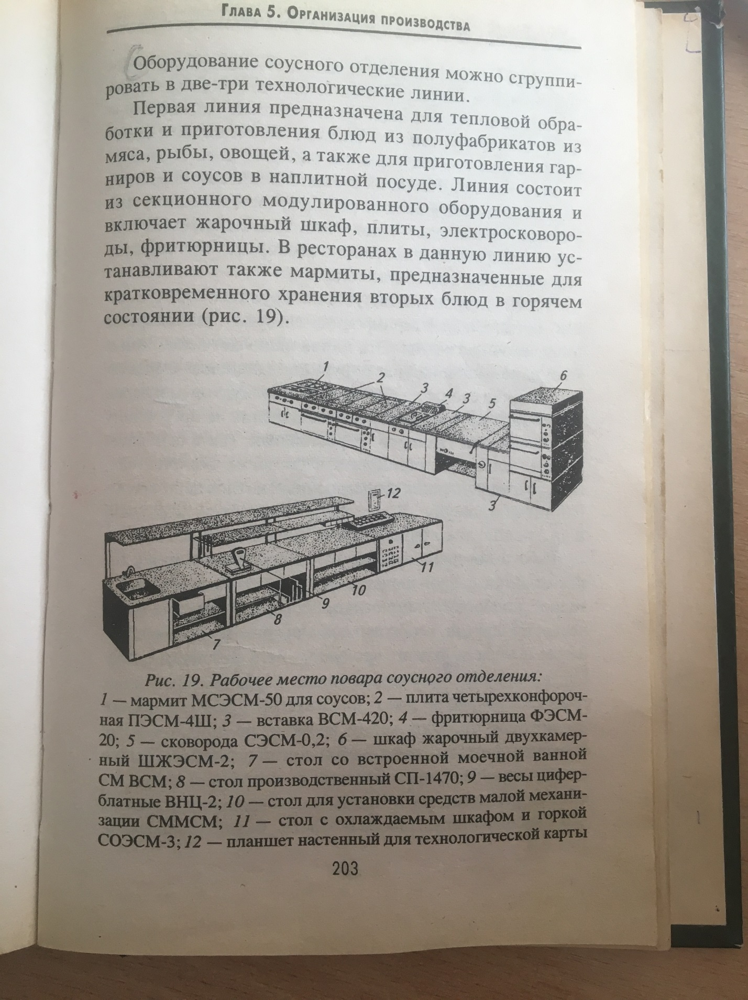 Глава 5. Организация производства
Оборудование соусного отделения можно сгруппи-
ровать в две-три технологические линии.
Первая линия предназначена для тепловой обра-
ботки и приготовления блюд из полуфабрикатов из
мяса, рыбы, овощей, а также для приготовления гар-
ниров и соусов в наплитной посуде. Линия состоит
из секционного модулированного оборудования и
включает жарочный шкаф, плиты, электросковоро-
ды, фритюрницы. В ресторанах в данную линию ус-
танавливают также мармиты, предназначенные для
кратковременного хранения вторых блюд в горячем
состоянии (рис. 19).
1
2
3
4
3
5
6
3
12
11
10
9
8
7
Рис. 19. Рабочее место повара соусного отделения:
1 — мармит МСЭСМ-50 для соусов; 2 — плита четырехконфороч-
ная ПЭСМ-4Ш; 3 — вставка ВСМ-420; 4 — фритюрница ФЭСМ-
20; 5 — сковорода СЭСМ-0,2; 6 — шкаф жарочный двухкамер-
ный ШЖЭСМ-2; 7 — стол со встроенной моечной ванной
СМ ВСМ; 8 — стол производственный СП-1470; 9 — весы цифер-
блатные ВНЦ-2; 10 — стол для установки средств малой механи-
зации СММСМ; 11 — стол с охлаждаемым шкафом и горкой
СОЭСМ-3; 12 — планшет настенный для технологической карты
203